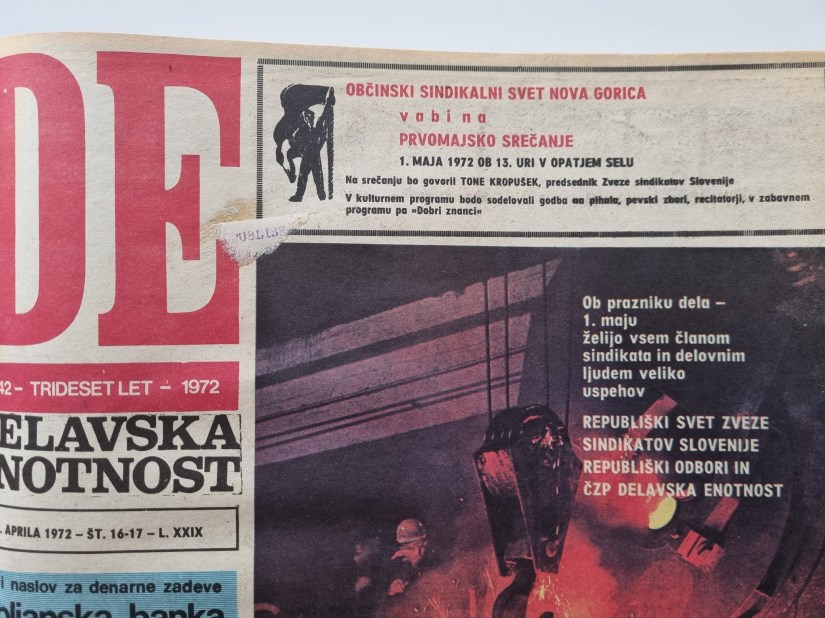 DE
42 – TRIDESET LET – 1972
ELAVSKA
NOTNOST
. APRILA 1972 – ŠT. 16-17 – L. XXIX
i naslov za denarne zadeve
banka
OBČINSKI SINDIKALNI SVET NOVA GORICA
vabi na
PRVOMAJSKO SREČANJE
1. MAJA 1972 OB 13. URI V OPATJEM SELU
Na srečanju bo govoril TONE KROPUŠEK, predsednik Zveze sindikatov Slovenije
V kulturnem programu bodo sodelovali godba na pihala, pevski zbori, recitatorji, v zabavnem
programu pa »Dobri znanci«
Ob prazniku dela –
1. maju
želijo vsem članom
sindikata in delovnim
ljudem veliko
uspehov
REPUBLIŠKI SVET ZVEZE
SINDIKATOV SLOVENIJE
REPUBLIŠKI ODBORI IN
ČZP DELAVSKA ENOTNOST